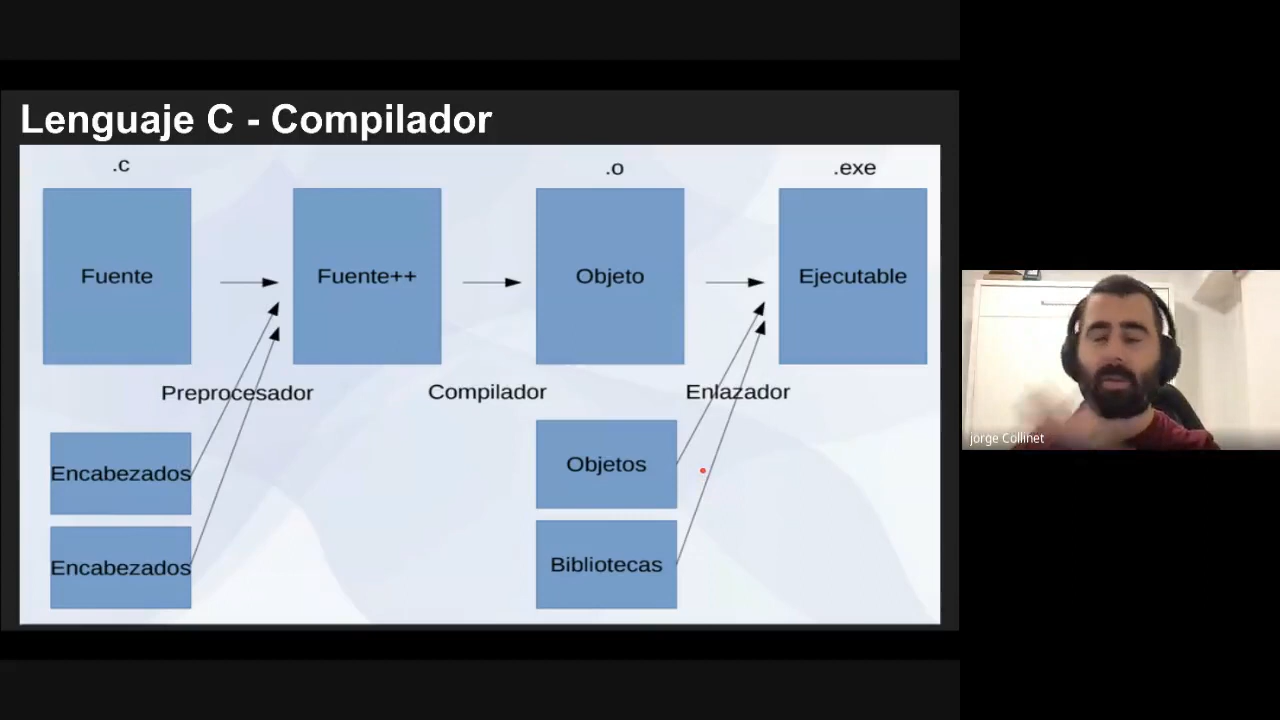 Lenguaje C - Compilador
.c
.o
.exe
Fuente
Fuente++
Objeto
Ejecutable
Preprocesador
Compilador
Enlazador
Encabezados
Objetos
Encabezados
Bibliotecas
jorge Collinet